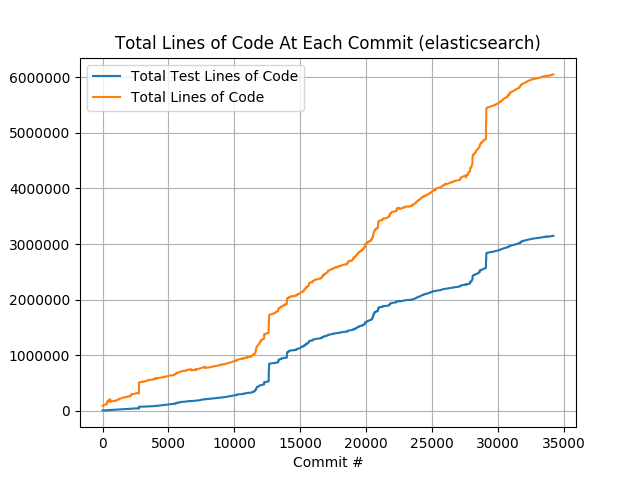 Total Lines of Code At Each Commit (elasticsearch)
Total Test Lines of Code
Total Lines of Code
6000000
5000000
4000000
3000000
2000000
1000000
0
0 5000 10000 15000 20000 25000 30000 35000
Commit #